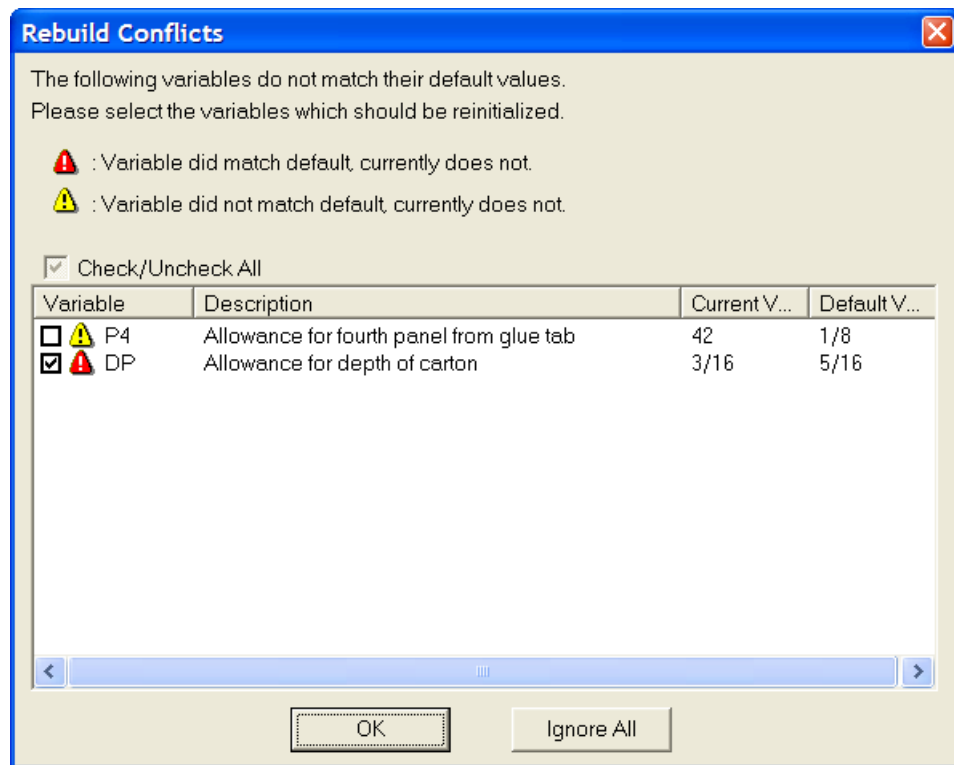 Rebuild Conflicts
The following variables do not match their default values.
Please select the variables which should be reinitialized.
: Variable did match default, currently does not.
: Variable did not match default, currently does not.
Check/Uncheck All
Variable Description Current V... Default V...
P4 Allowance for fourth panel from glue tab 42 1/8
DP Allowance for depth of carton 3/16 5/16
OK Ignore All